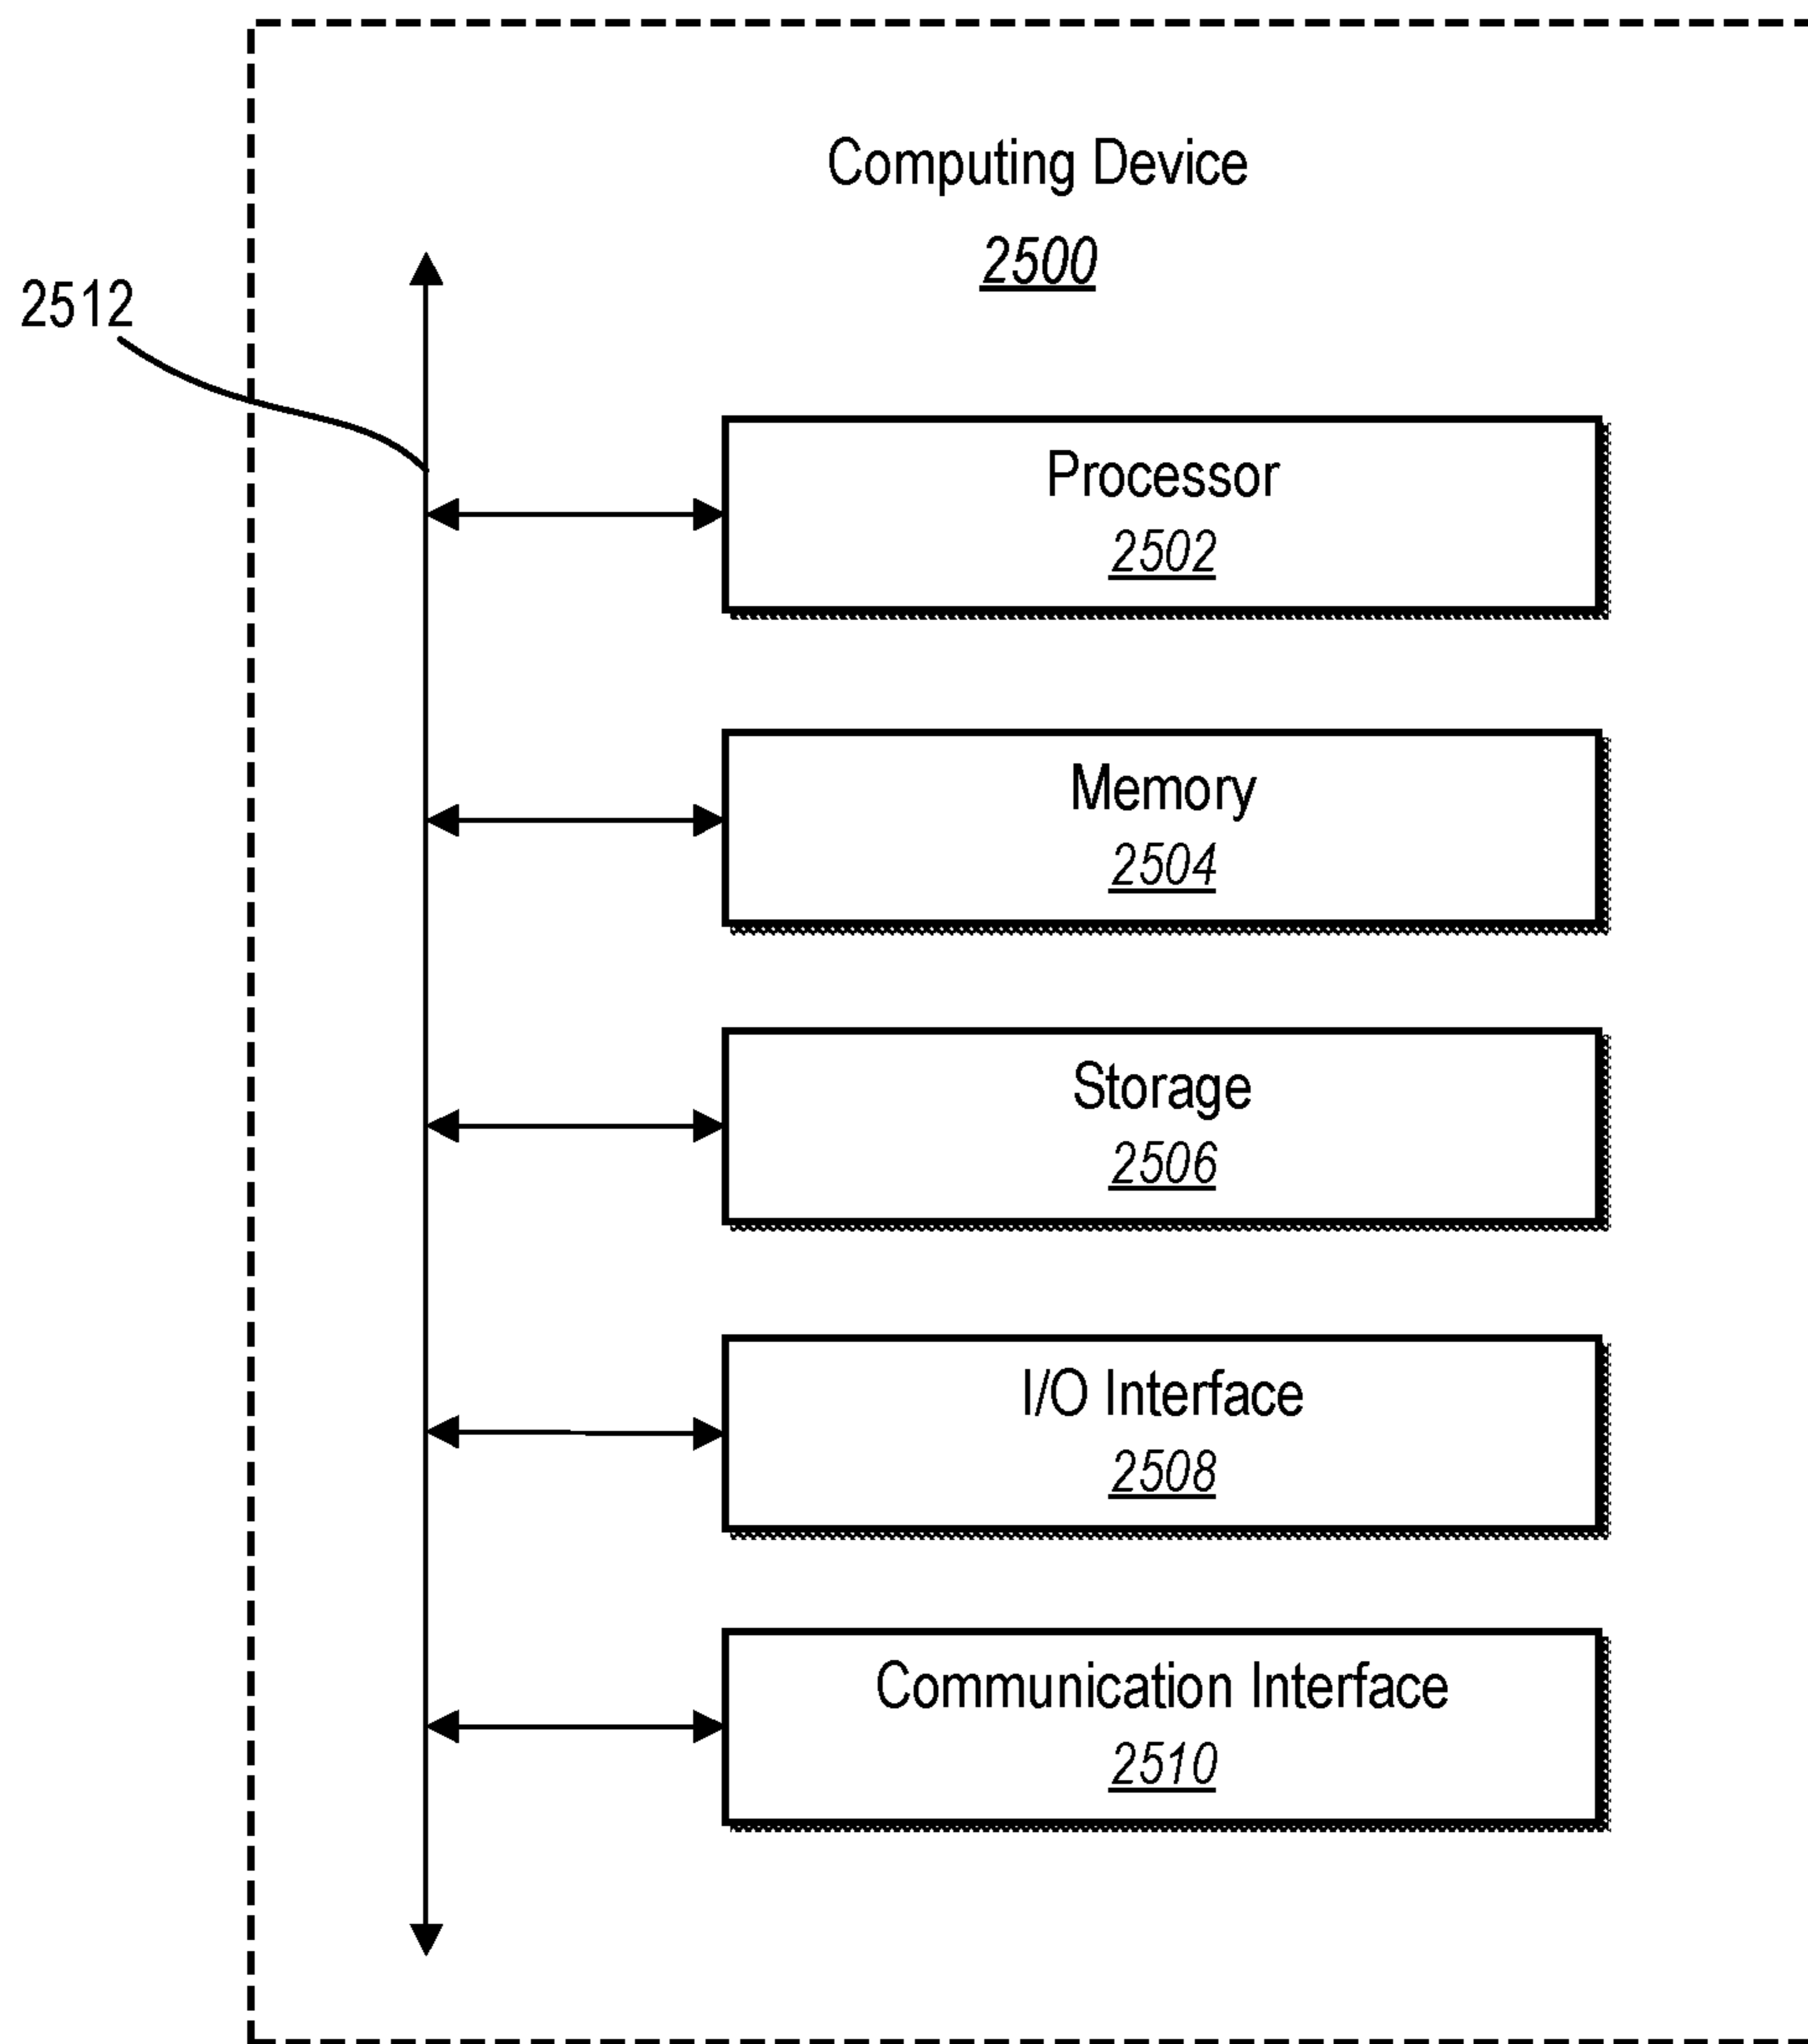 Computing Device
2500
2512
Processor
2502
Memory
2504
Storage
2506
I/O Interface
2508
Communication Interface
2510